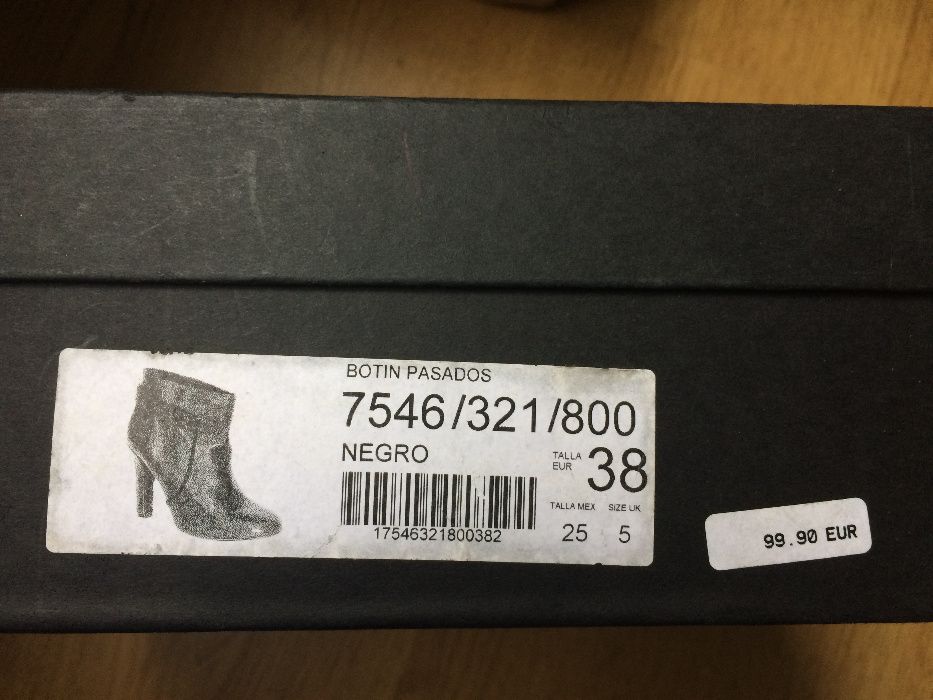 BOTIN PASADOS
7546/321/800
NEGRO
TALLA
EUR
38
17546321800382
TALLA MEX
SIZE UK
25
5
99.90 EUR